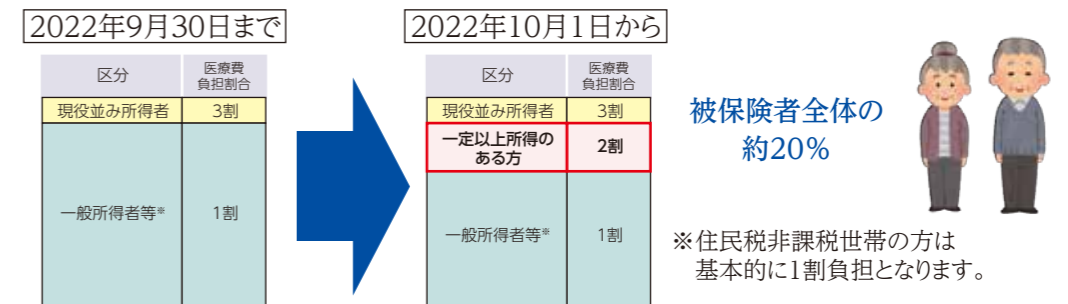 2022年9月30日まで
区分
医療費
負担割合
現役並み所得者
3割
一般所得者等※
1割
2022年10月1日から
区分
医療費
負担割合
現役並み所得者
3割
一定以上所得の
ある方
2割
一般所得者等※
1割
被保険者全体の
約20%
※住民税非課税世帯の方は
基本的に1割負担となります。